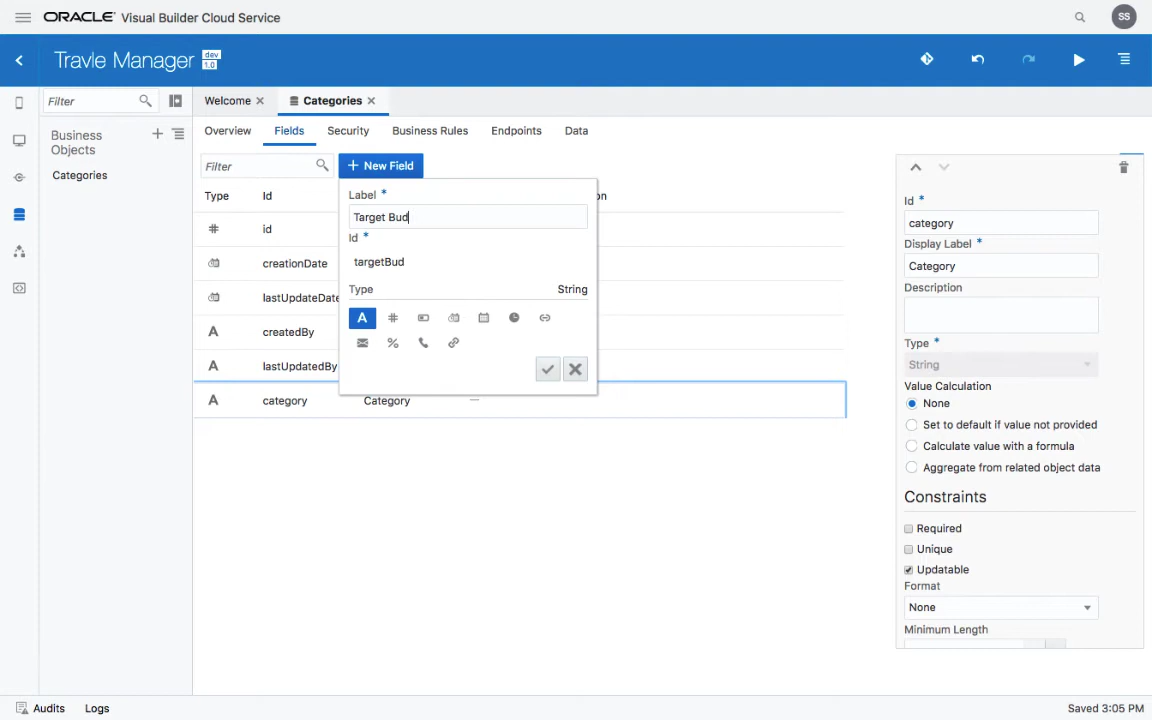 ORACLE Visual Builder Cloud Service
SS
Travle Manager dev 1.0
Filter
Business Objects
Categories
Welcome
Categories
Overview
Fields
Security
Business Rules
Endpoints
Data
Filter
+ New Field
Type
Id
on
# id
creationDate
lastUpdateDate
A createdBy
A lastUpdatedBy
A category Category —
Label *
Target Bud
Id *
targetBud
Type String
A # %
Id *
category
Display Label *
Category
Description
Type *
String
Value Calculation
None
Set to default if value not provided
Calculate value with a formula
Aggregate from related object data
Constraints
Required
Unique
Updatable
Format
None
Minimum Length
Audits
Logs
Saved 3:05 PM